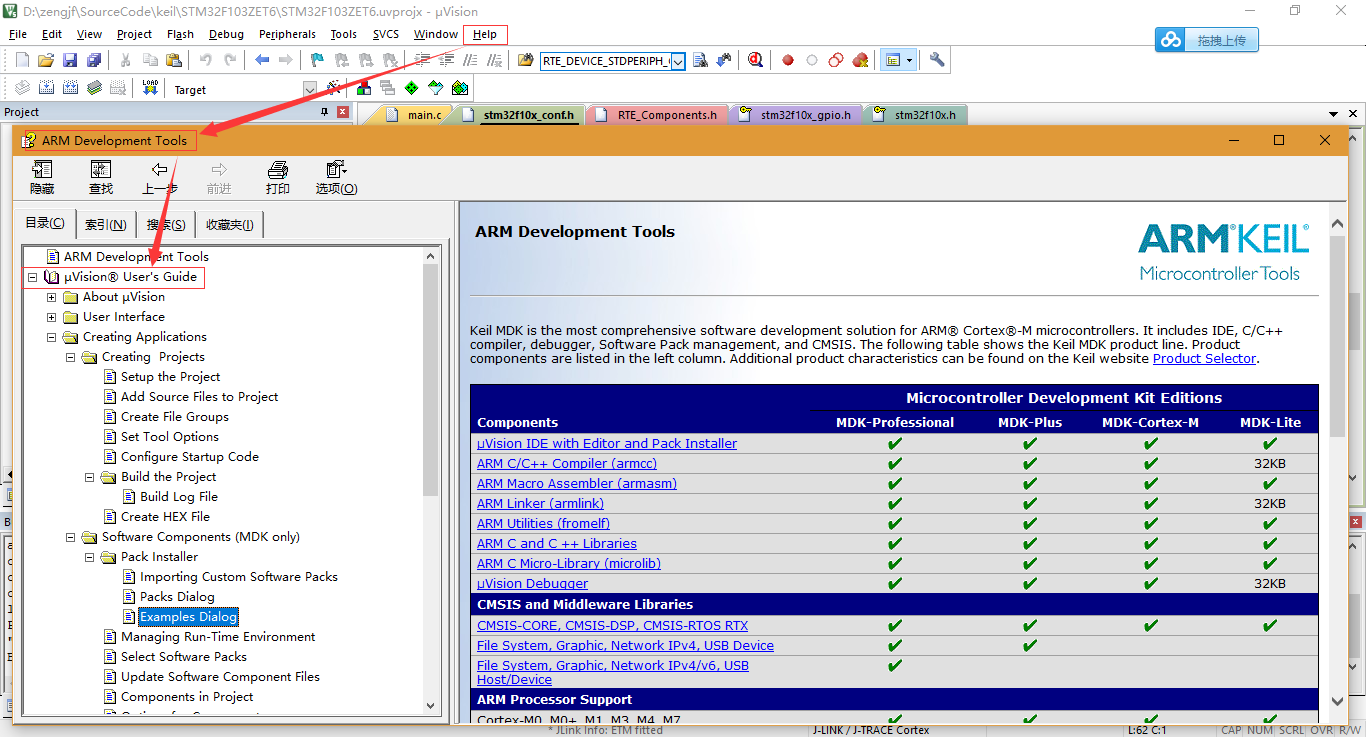 D:\zengjf\SourceCode\keil\STM32F103ZET6\STM32F103ZET6.uvprojx - µVision
File Edit View Project Flash Debug Peripherals Tools SVCS Window Help
拖拽上传
RTE_DEVICE_STDPERIPH_
LOAD
Target
Project
main.c stm32f10x_conf.h RTE_Components.h stm32f10x_gpio.h stm32f10x.h
ARM Development Tools
隐藏 查找 上一步 前进 打印 选项(O)
目录(C) 索引(N) 搜索(S) 收藏夹(I)
ARM Development Tools
µVision® User's Guide
About µVision
User Interface
Creating Applications
Creating Projects
Setup the Project
Add Source Files to Project
Create File Groups
Set Tool Options
Configure Startup Code
Build the Project
Build Log File
Create HEX File
Software Components (MDK only)
Pack Installer
Importing Custom Software Packs
Packs Dialog
Examples Dialog
Managing Run-Time Environment
Select Software Packs
Update Software Component Files
Components in Project
ARM Development Tools
ARM®KEIL®
Microcontroller Tools
Keil MDK is the most comprehensive software development solution for ARM® Cortex®-M microcontrollers. It includes IDE, C/C++
compiler, debugger, Software Pack management, and CMSIS. The following table shows the Keil MDK product line. Product
components are listed in the left column. Additional product characteristics can be found on the Keil website Product Selector.
Microcontroller Development Kit Editions
Components MDK-Professional MDK-Plus MDK-Cortex-M MDK-Lite
µVision IDE with Editor and Pack Installer ✔ ✔ ✔ ✔
ARM C/C++ Compiler (armcc) ✔ ✔ ✔ 32KB
ARM Macro Assembler (armasm) ✔ ✔ ✔ ✔
ARM Linker (armlink) ✔ ✔ ✔ 32KB
ARM Utilities (fromelf) ✔ ✔ ✔ ✔
ARM C and C ++ Libraries ✔ ✔ ✔ ✔
ARM C Micro-Library (microlib) ✔ ✔ ✔ ✔
µVision Debugger ✔ ✔ ✔ 32KB
CMSIS and Middleware Libraries
CMSIS-CORE, CMSIS-DSP, CMSIS-RTOS RTX ✔ ✔ ✔ ✔
File System, Graphic, Network IPv4, USB Device ✔ ✔
File System, Graphic, Network IPv4/v6, USB ✔
Host/Device
ARM Processor Support
Cortex-M0, M0+, M1, M3, M4, M7 ✔ ✔ ✔ ✔
* JLink Info: ETM fitted
J-LINK / J-TRACE Cortex L:62 C:1 CAP NUM SCRL OVR R/W